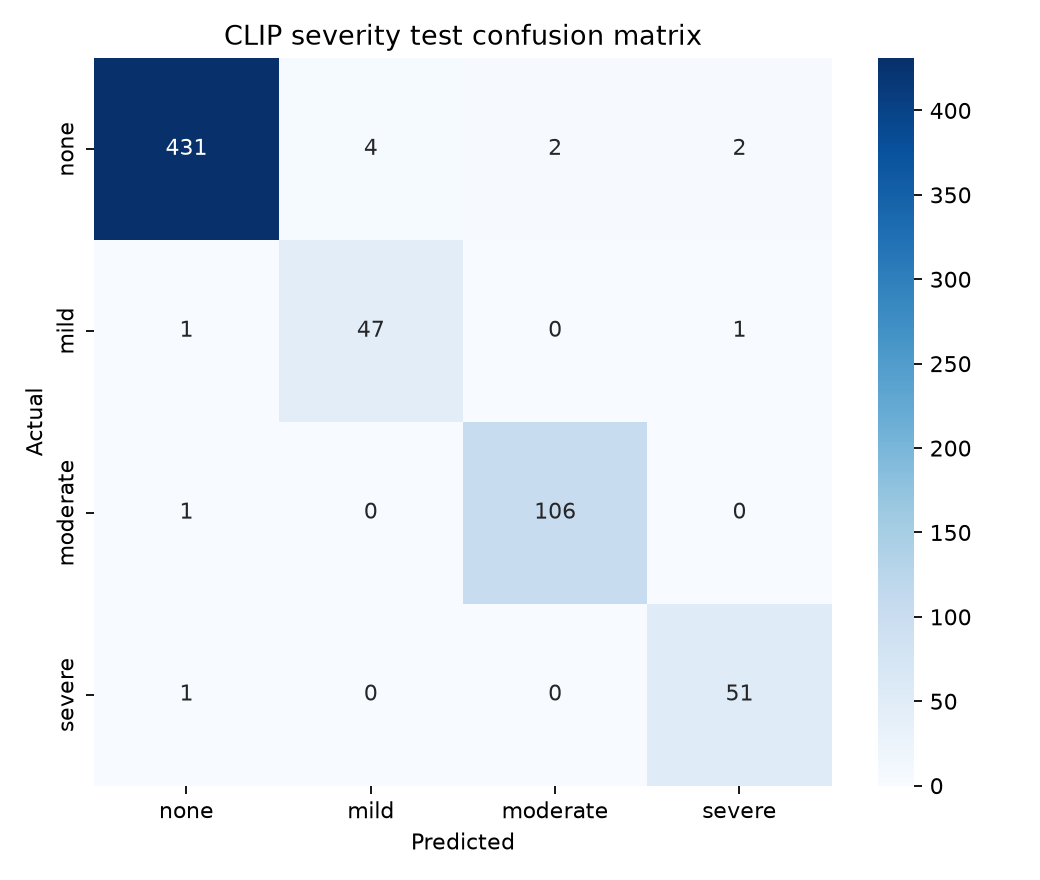 CLIP severity test confusion matrix
none 431 4 2 2
mild 1 47 0 1
moderate 1 0 106 0
severe 1 0 0 51
none mild moderate severe
Predicted
Actual
400
350
300
250
200
150
100
50
0